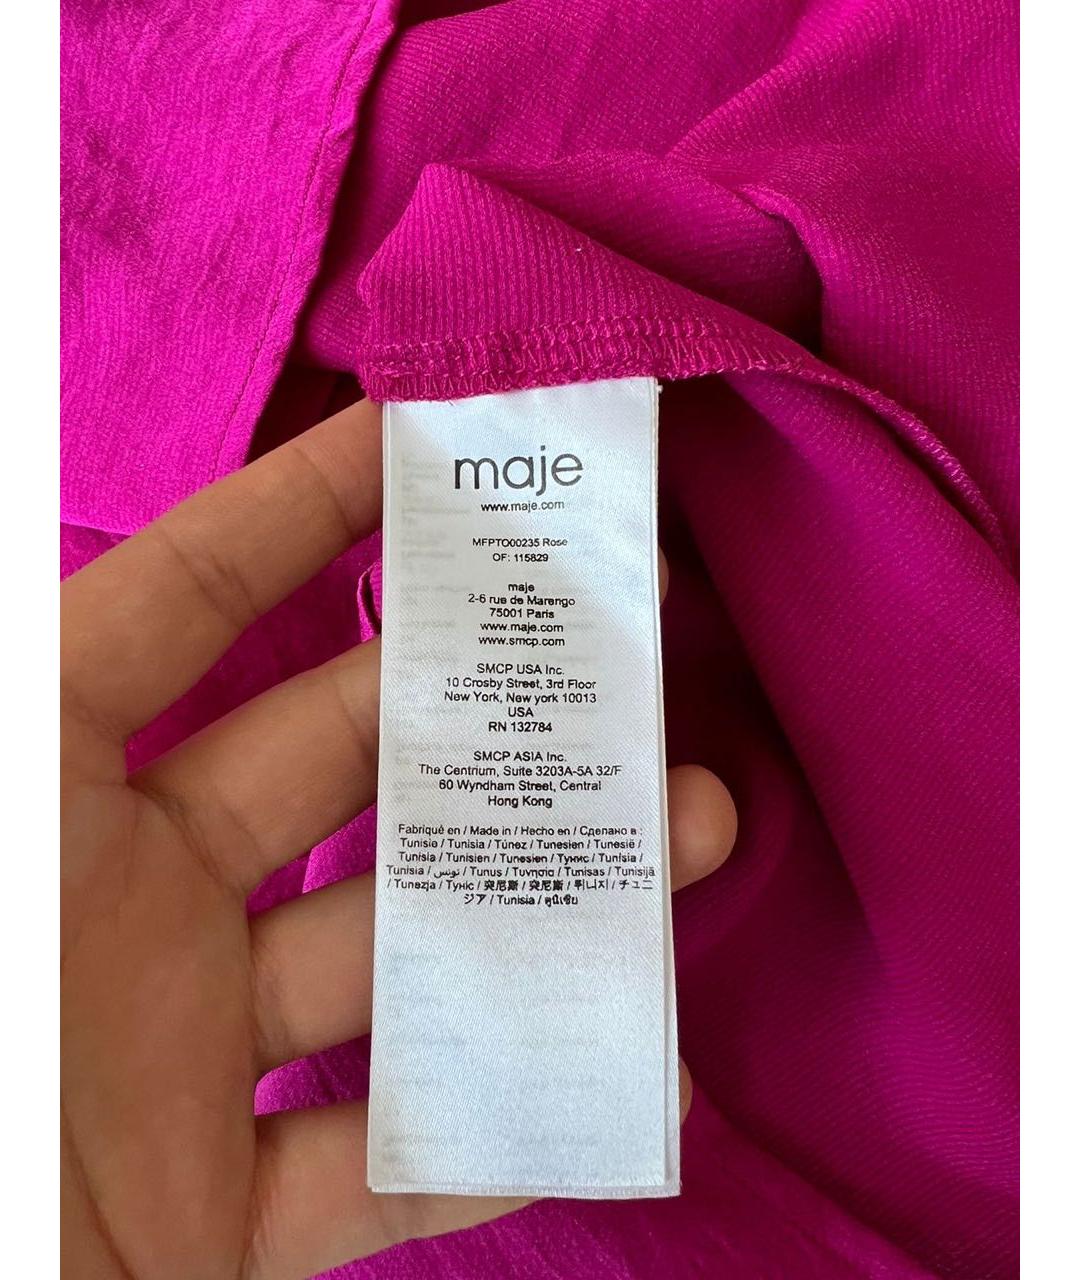 maje
www.maje.com
MFPTO00235 Rose
OF: 115829
maje
2-6 rue de Marengo
75001 Paris
www.maje.com
www.smcp.com
SMCP USA Inc.
10 Crosby Street, 3rd Floor
New York, New york 10013
USA
RN 132784
SMCP ASIA Inc.
The Centrium, Suite 3203A-5A 32/F
60 Wyndham Street, Central
Hong Kong
Fabriqué en / Made in / Hecho en / Сделано в :
Tunisie / Tunisia / Túnez / Tunesien / Tunesië /
Tunísia / Tunisien / Tunesien / Тунис / Tunísia /
Tunisia / تونس / Tunus / Τυνησία / Tunisas / Tunisijā
/ Tunezja / Туніс / 突尼斯 / 突尼斯 / 튀니지 / チュニ
ジア / Tunisia / ตูนิเซีย